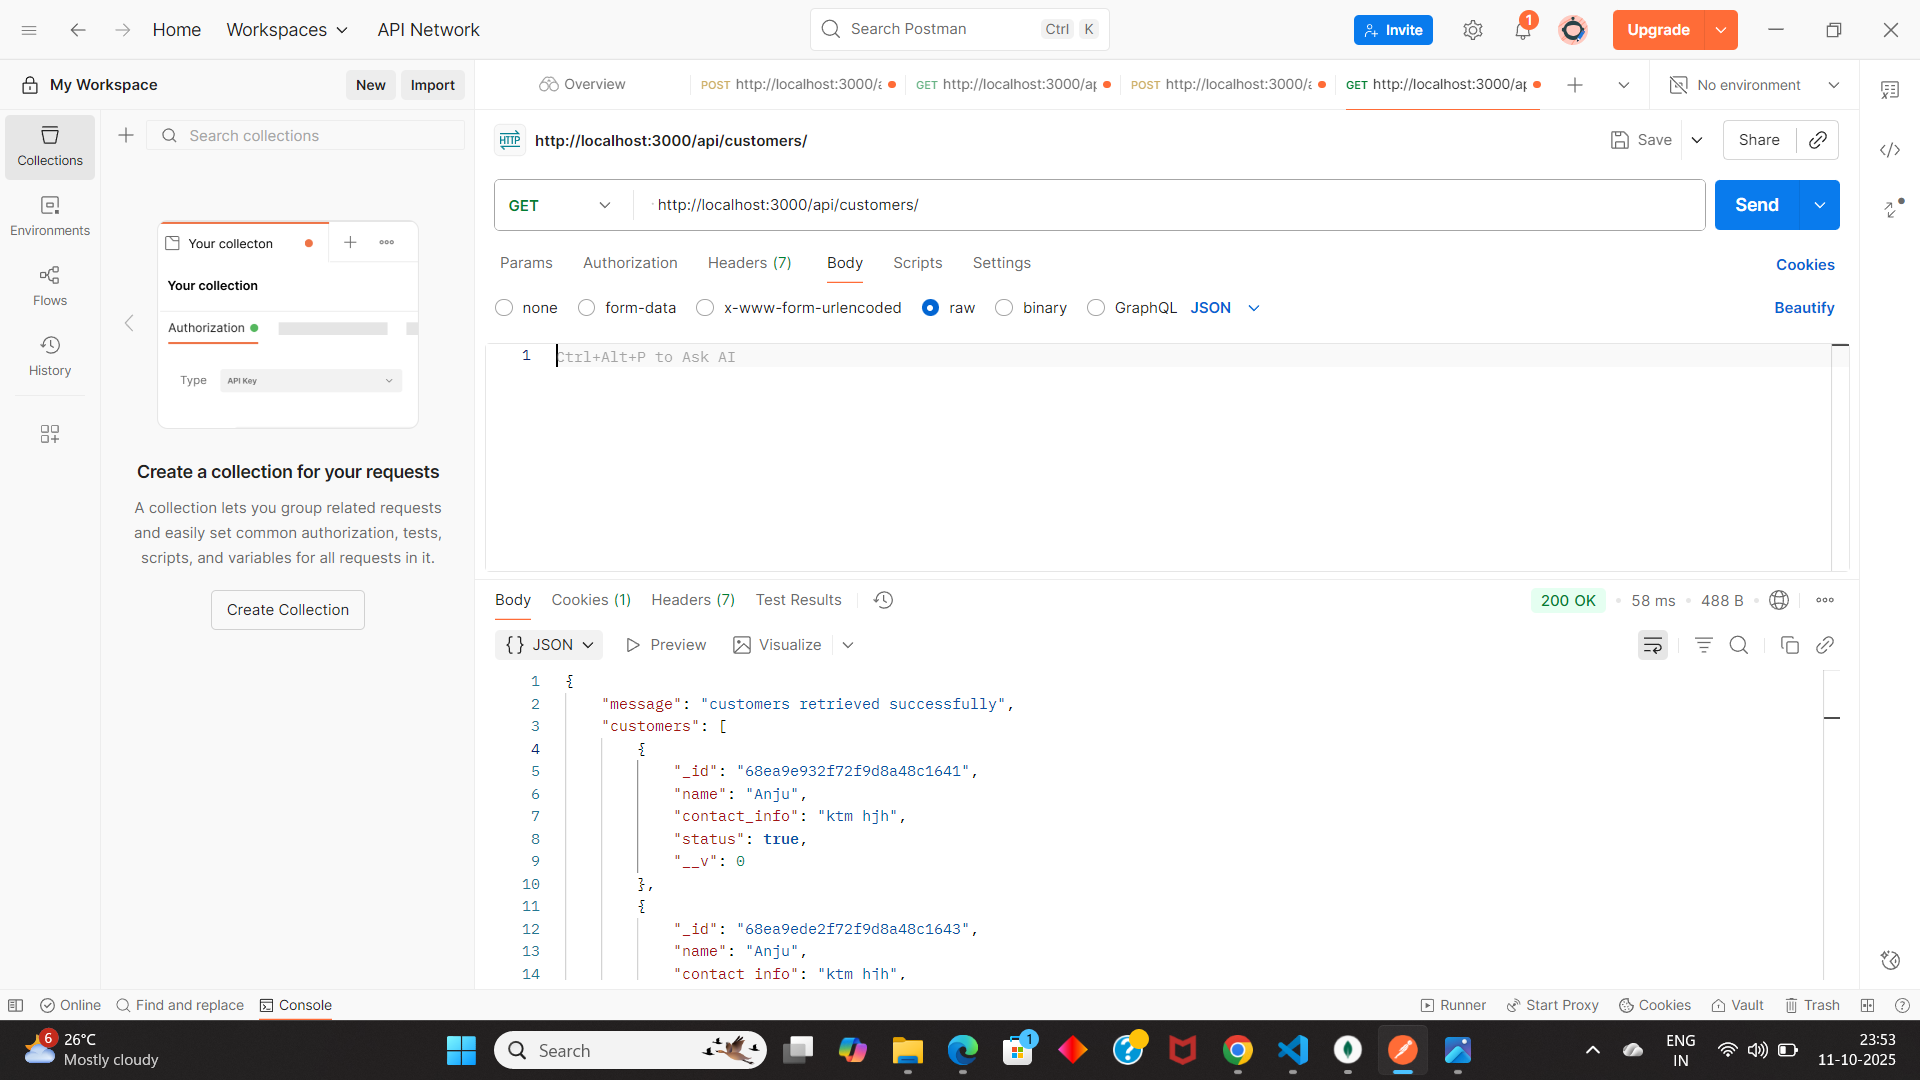 Home
Workspaces
API Network
Search Postman
Ctrl
K
Invite
1
Upgrade
My Workspace
New
Import
Overview
POST http://localhost:3000/a
GET http://localhost:3000/ap
POST http://localhost:3000/a
GET http://localhost:3000/ap
No environment
Collections
Environments
Flows
History
Search collections
Your collecton
Your collection
Authorization
Type
API Key
Create a collection for your requests
A collection lets you group related requests
and easily set common authorization, tests,
scripts, and variables for all requests in it.
Create Collection
HTTP
http://localhost:3000/api/customers/
Save
Share
GET
http://localhost:3000/api/customers/
Send
Params
Authorization
Headers (7)
Body
Scripts
Settings
Cookies
none
form-data
x-www-form-urlencoded
raw
binary
GraphQL
JSON
Beautify
1
Ctrl+Alt+P to Ask AI
Body
Cookies (1)
Headers (7)
Test Results
200 OK
58 ms
488 B
{} JSON
Preview
Visualize
1 {
2 "message": "customers retrieved successfully",
3 "customers": [
4 {
5 "_id": "68ea9e932f72f9d8a48c1641",
6 "name": "Anju",
7 "contact_info": "ktm hjh",
8 "status": true,
9 "__v": 0
10 },
11 {
12 "_id": "68ea9ede2f72f9d8a48c1643",
13 "name": "Anju",
14 "contact_info": "ktm hjh",
Online
Find and replace
Console
Runner
Start Proxy
Cookies
Vault
Trash
6
26°C
Mostly cloudy
Search
1
ENG
IN
23:53
11-10-2025